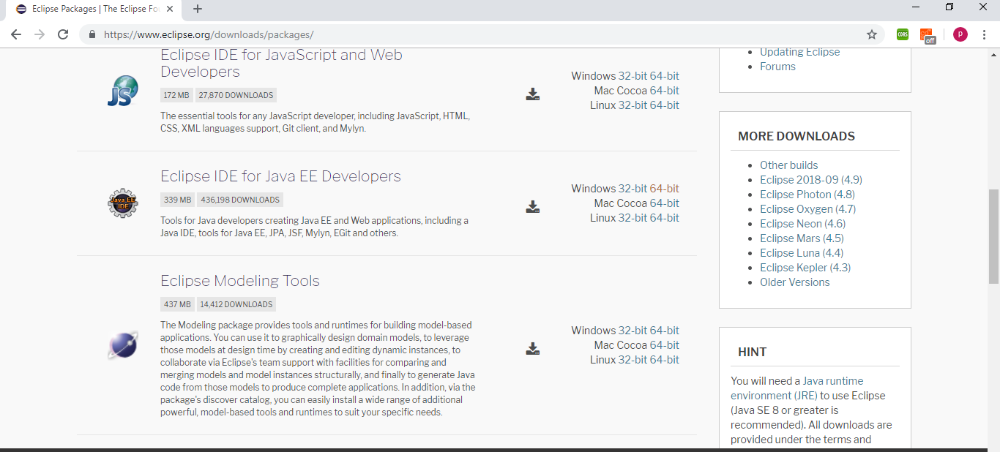 Eclipse Packages | The Eclipse Fo
https://www.eclipse.org/downloads/packages/
CORS
off
P
Eclipse IDE for JavaScript and Web
Developers
172 MB 27,870 DOWNLOADS
The essential tools for any JavaScript developer, including JavaScript, HTML,
CSS, XML languages support, Git client, and Mylyn.
JS
Windows 32-bit 64-bit
Mac Cocoa 64-bit
Linux 32-bit 64-bit
Eclipse IDE for Java EE Developers
339 MB 436,198 DOWNLOADS
Tools for Java developers creating Java EE and Web applications, including a
Java IDE, tools for Java EE, JPA, JSF, Mylyn, EGit and others.
Java EE
IDE
Windows 32-bit 64-bit
Mac Cocoa 64-bit
Linux 32-bit 64-bit
Eclipse Modeling Tools
437 MB 14,412 DOWNLOADS
The Modeling package provides tools and runtimes for building model-based
applications. You can use it to graphically design domain models, to leverage
those models at design time by creating and editing dynamic instances, to
collaborate via Eclipse's team support with facilities for comparing and
merging models and model instances structurally, and finally to generate Java
code from those models to produce complete applications. In addition, via the
package's discover catalog, you can easily install a wide range of additional
powerful, model-based tools and runtimes to suit your specific needs.
Windows 32-bit 64-bit
Mac Cocoa 64-bit
Linux 32-bit 64-bit
Updating Eclipse
Forums
MORE DOWNLOADS
Other builds
Eclipse 2018-09 (4.9)
Eclipse Photon (4.8)
Eclipse Oxygen (4.7)
Eclipse Neon (4.6)
Eclipse Mars (4.5)
Eclipse Luna (4.4)
Eclipse Kepler (4.3)
Older Versions
HINT
You will need a Java runtime
environment (JRE) to use Eclipse
(Java SE 8 or greater is
recommended). All downloads are
provided under the terms and